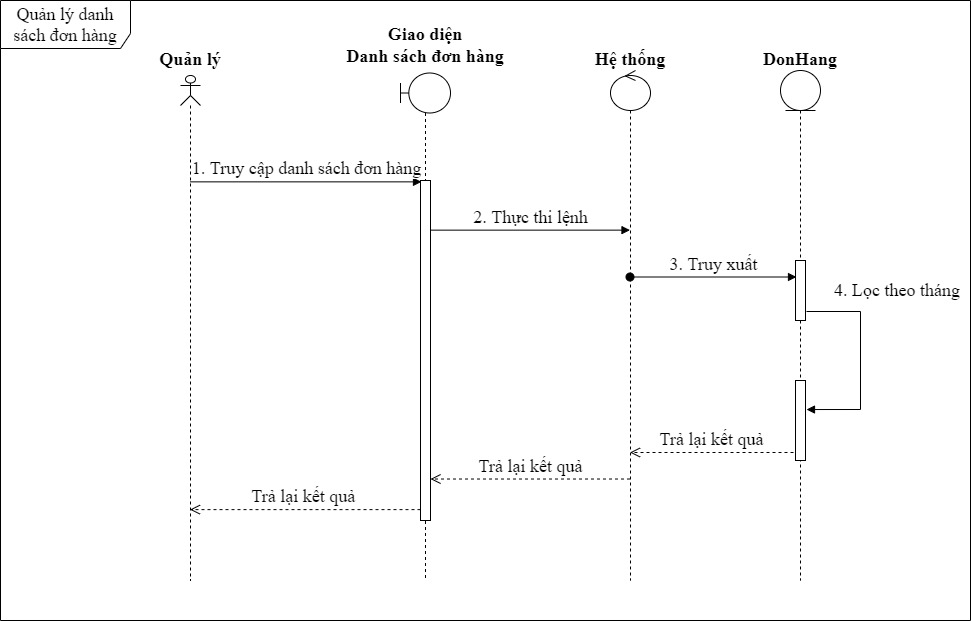 Quản lý danh
sách đơn hàng
Giao diện
Danh sách đơn hàng
Quản lý
Hệ thống
DonHang
1. Truy cập danh sách đơn hàng
2. Thực thi lệnh
3. Truy xuất
4. Lọc theo tháng
Trả lại kết quả
Trả lại kết quả
Trả lại kết quả